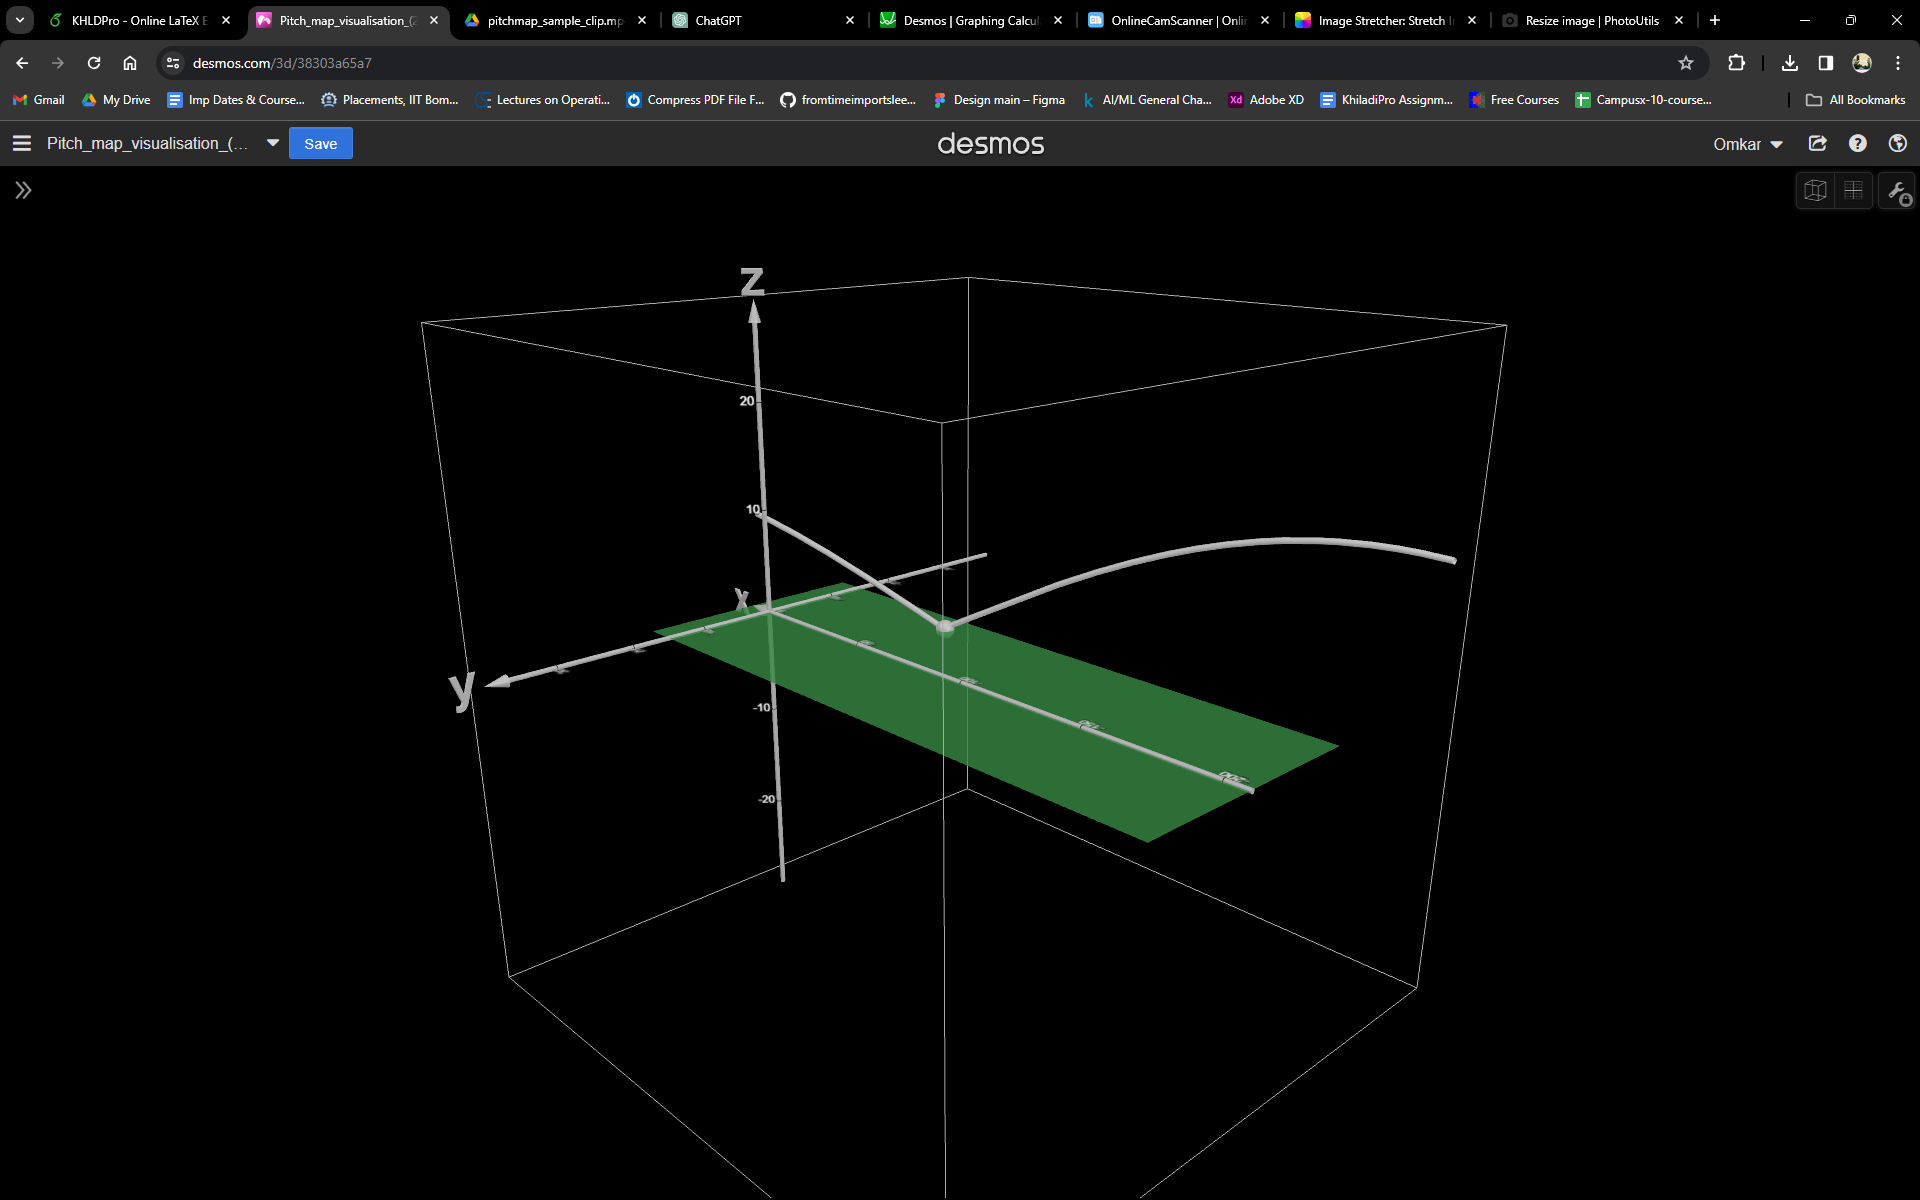 KHLDPro - Online LaTeX E
Pitch_map_visualisation_(2
pitchmap_sample_clip.mp
ChatGPT
Desmos | Graphing Calcul
OnlineCamScanner | Onli
Image Stretcher: Stretch I
Resize image | PhotoUtils
desmos.com/3d/38303a65a7
Gmail
My Drive
Imp Dates & Course...
Placements, IIT Bom...
Lectures on Operati...
Compress PDF File F...
fromtimeimportslee...
Design main – Figma
AI/ML General Cha...
Adobe XD
KhiladiPro Assignm...
Free Courses
Campusx-10-course...
All Bookmarks
Pitch_map_visualisation_(...
Save
desmos
Omkar
z
20
10
x
y
-10
-20